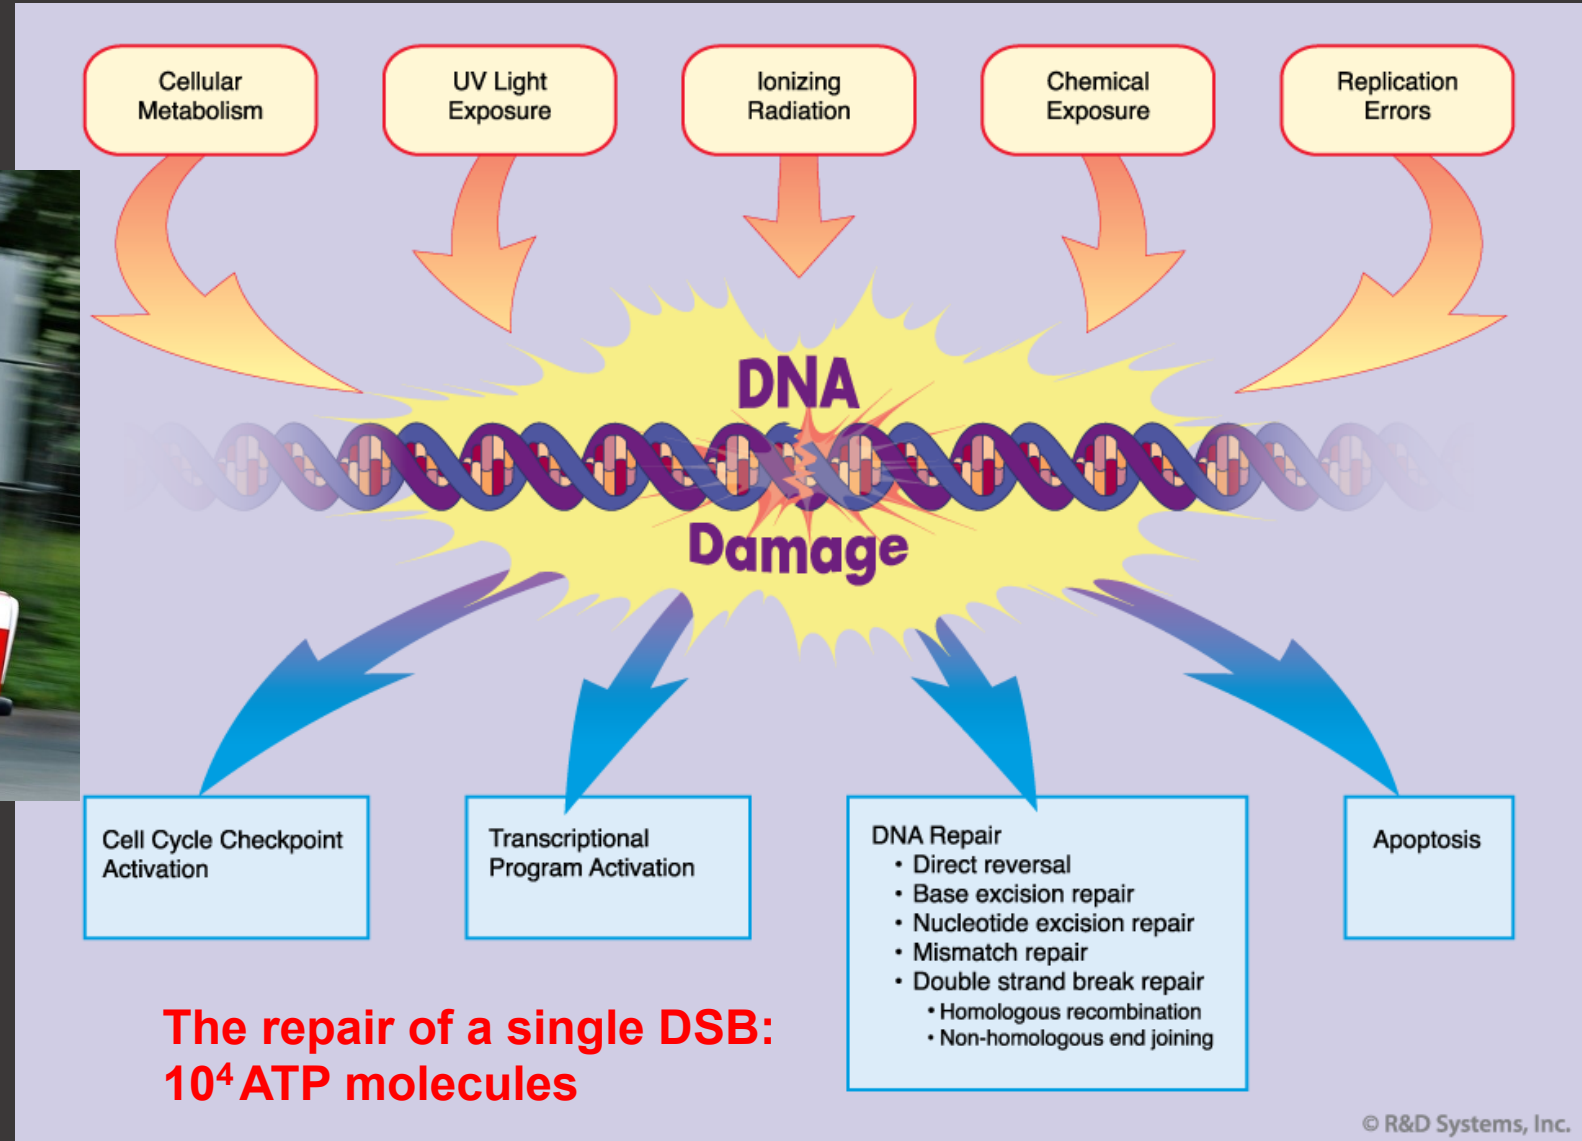 Cellular
Metabolism
UV Light
Exposure
Ionizing
Radiation
Chemical
Exposure
Replication
Errors
DNA
Damage
Cell Cycle Checkpoint
Activation
Transcriptional
Program Activation
DNA Repair
• Direct reversal
• Base excision repair
• Nucleotide excision repair
• Mismatch repair
• Double strand break repair
• Homologous recombination
• Non-homologous end joining
Apoptosis
The repair of a single DSB:
10⁴ ATP molecules
© R&D Systems, Inc.